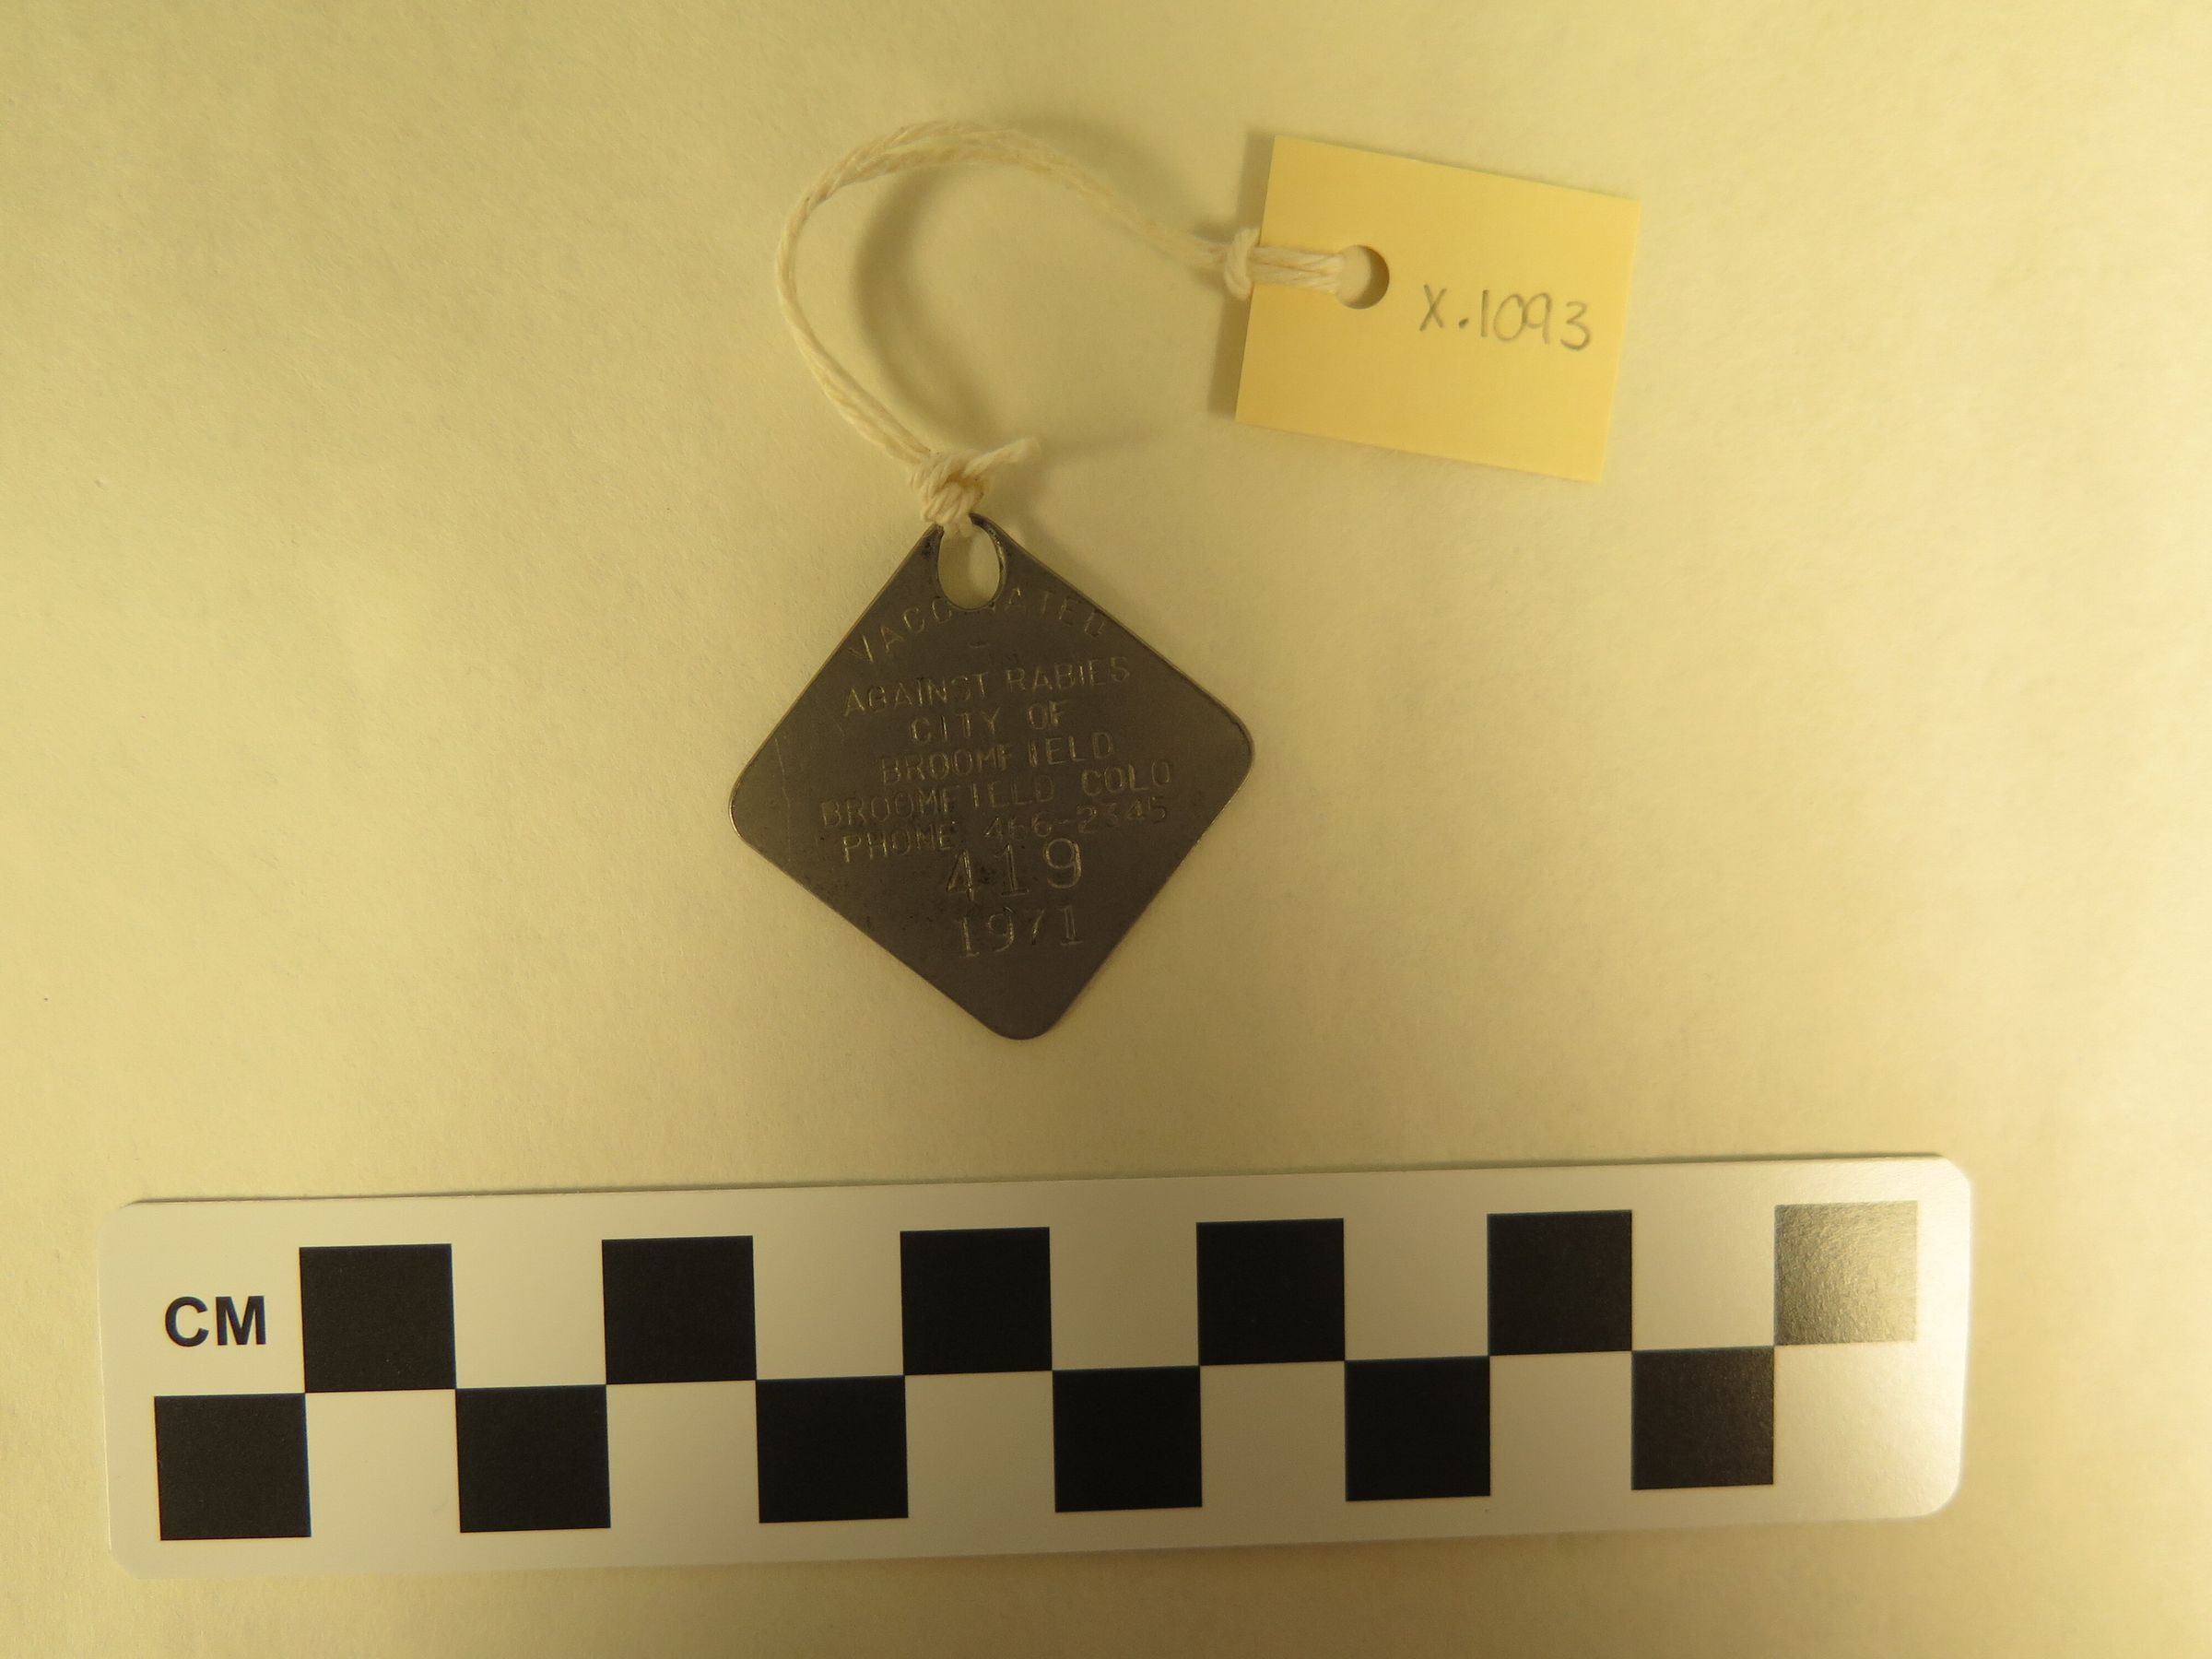 X.1093
VACCINATED
AGAINST RABIES
CITY OF
BROOMFIELD
BROOMFIELD COLO
PHONE 466-2345
419
1971
CM